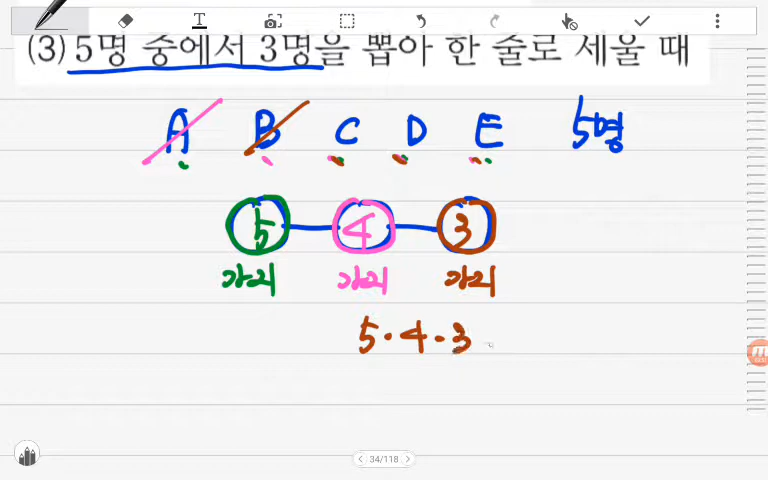 (3) 5명 중에서 3명을 뽑아 한 줄로 세울 때
A B C D E 5명
5 4 3
가지 가지 가지
5 · 4 · 3
34/118